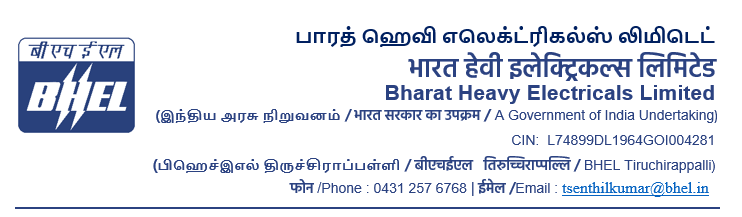 बी एच ई एल
BHEL
பாரத் ஹெவி எலெக்ட்ரிகல்ஸ் லிமிடெட்
भारत हेवी इलेक्ट्रिकल्स लिमिटेड
Bharat Heavy Electricals Limited
(இந்திய அரசு நிறுவனம் / भारत सरकार का उपक्रम / A Government of India Undertaking)
CIN: L74899DL1964GOI004281
(பிஹெச்இஎல் திருச்சிராப்பள்ளி / बीएचईएल तिरुच्चिराप्पल्लि / BHEL Tiruchirappalli)
फोन /Phone : 0431 257 6768 | ईमेल /Email : tsenthilkumar@bhel.in